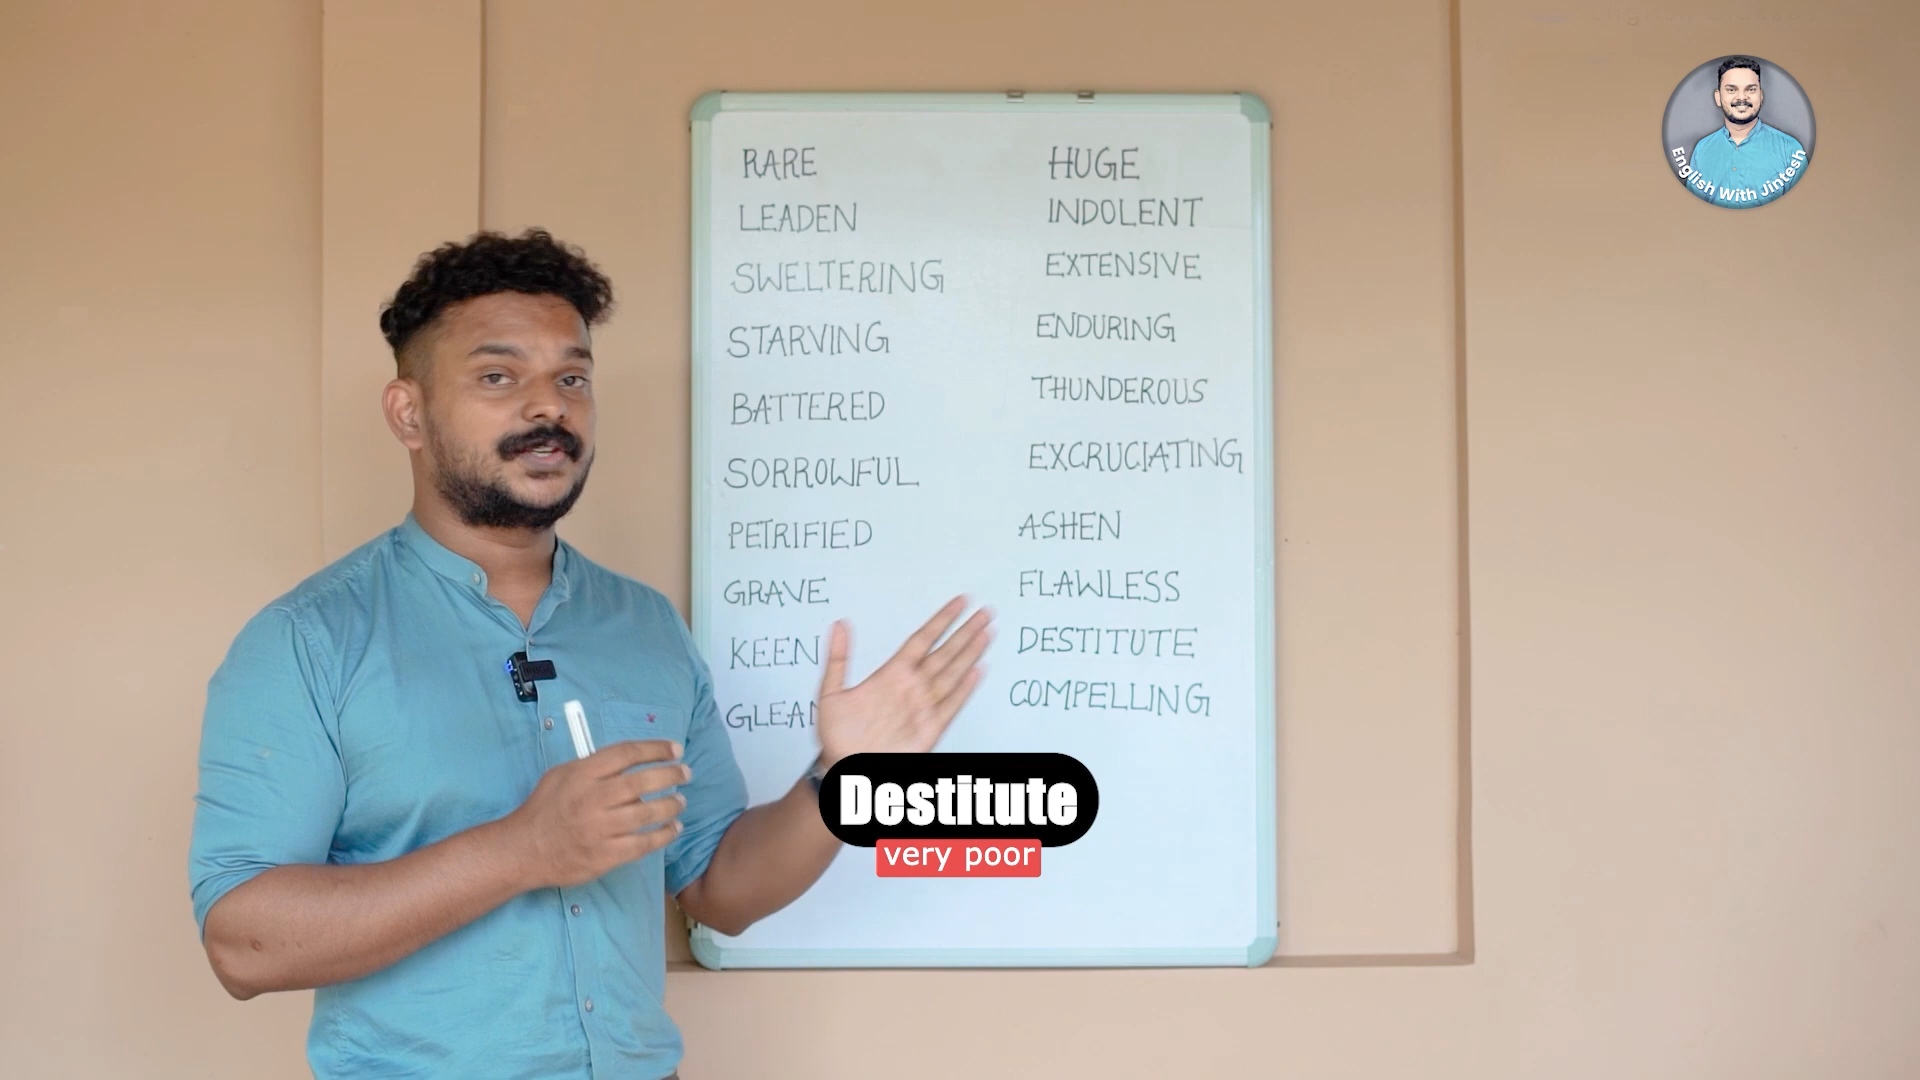 RARE
LEADEN
SWELTERING
STARVING
BATTERED
SORROWFUL
PETRIFIED
GRAVE
KEEN
GLEAN
HUGE
INDOLENT
EXTENSIVE
ENDURING
THUNDEROUS
EXCRUCIATING
ASHEN
FLAWLESS
DESTITUTE
COMPELLING
Destitute
very poor
English With Jintesh